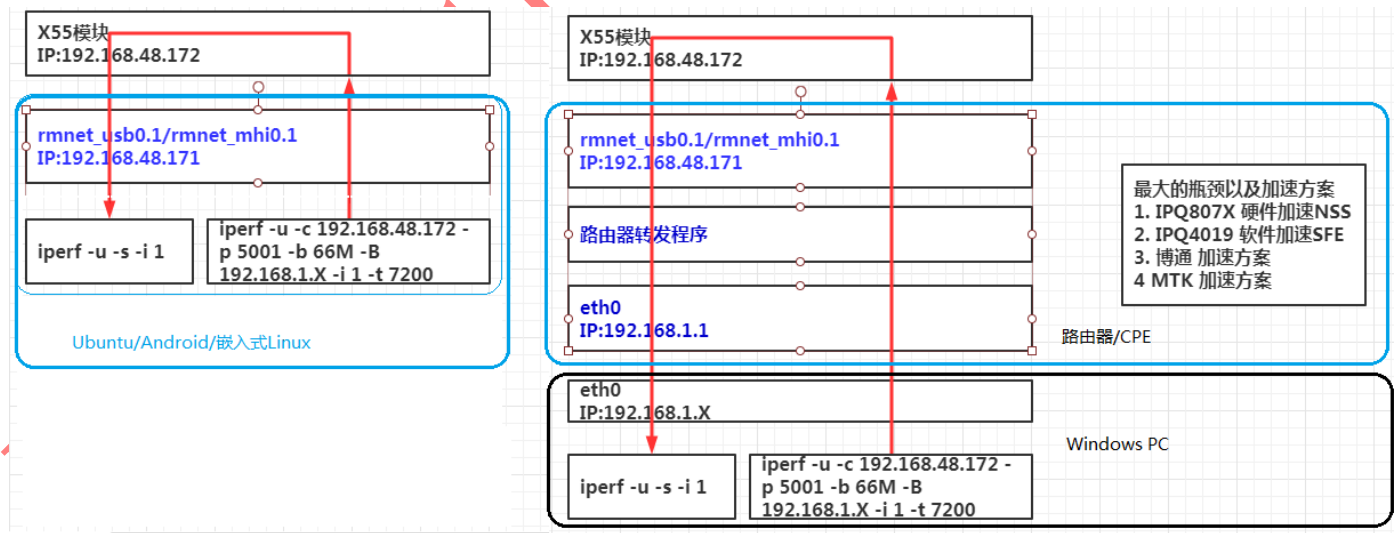 X55模块
IP:192.168.48.172
rmnet_usb0.1/rmnet_mhi0.1
IP:192.168.48.171
iperf -u -s -i 1
iperf -u -c 192.168.48.172 -
p 5001 -b 66M -B
192.168.1.X -i 1 -t 7200
Ubuntu/Android/嵌入式Linux
X55模块
IP:192.168.48.172
rmnet_usb0.1/rmnet_mhi0.1
IP:192.168.48.171
路由器转发程序
eth0
IP:192.168.1.1
最大的瓶颈以及加速方案
1. IPQ807X 硬件加速NSS
2. IPQ4019 软件加速SFE
3. 博通 加速方案
4 MTK 加速方案
路由器/CPE
eth0
IP:192.168.1.X
iperf -u -s -i 1
iperf -u -c 192.168.48.172 -
p 5001 -b 66M -B
192.168.1.X -i 1 -t 7200
Windows PC